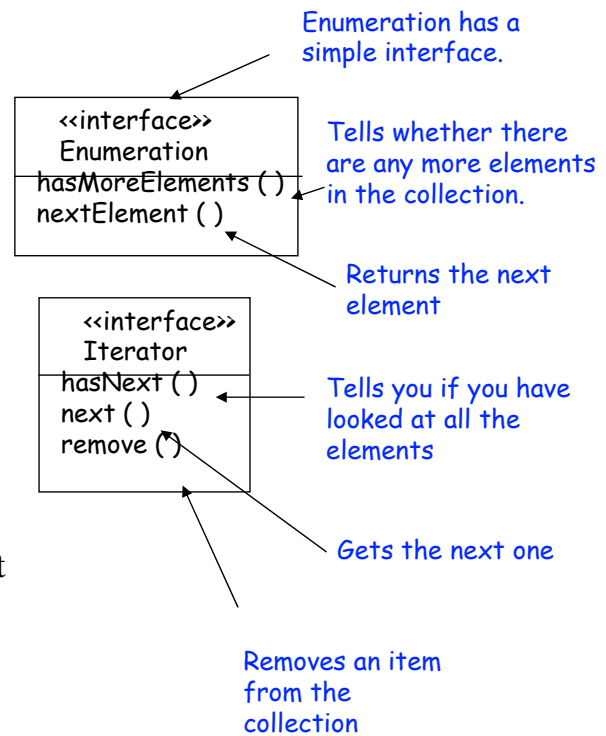 Enumeration has a
simple interface.
<<interface>>
Enumeration
hasMoreElements ( )
nextElement ( )
Tells whether there
are any more elements
in the collection.
Returns the next
element
<<interface>>
Iterator
hasNext ( )
next ( )
remove ( )
Tells you if you have
looked at all the
elements
Gets the next one
t
Removes an item
from the
collection